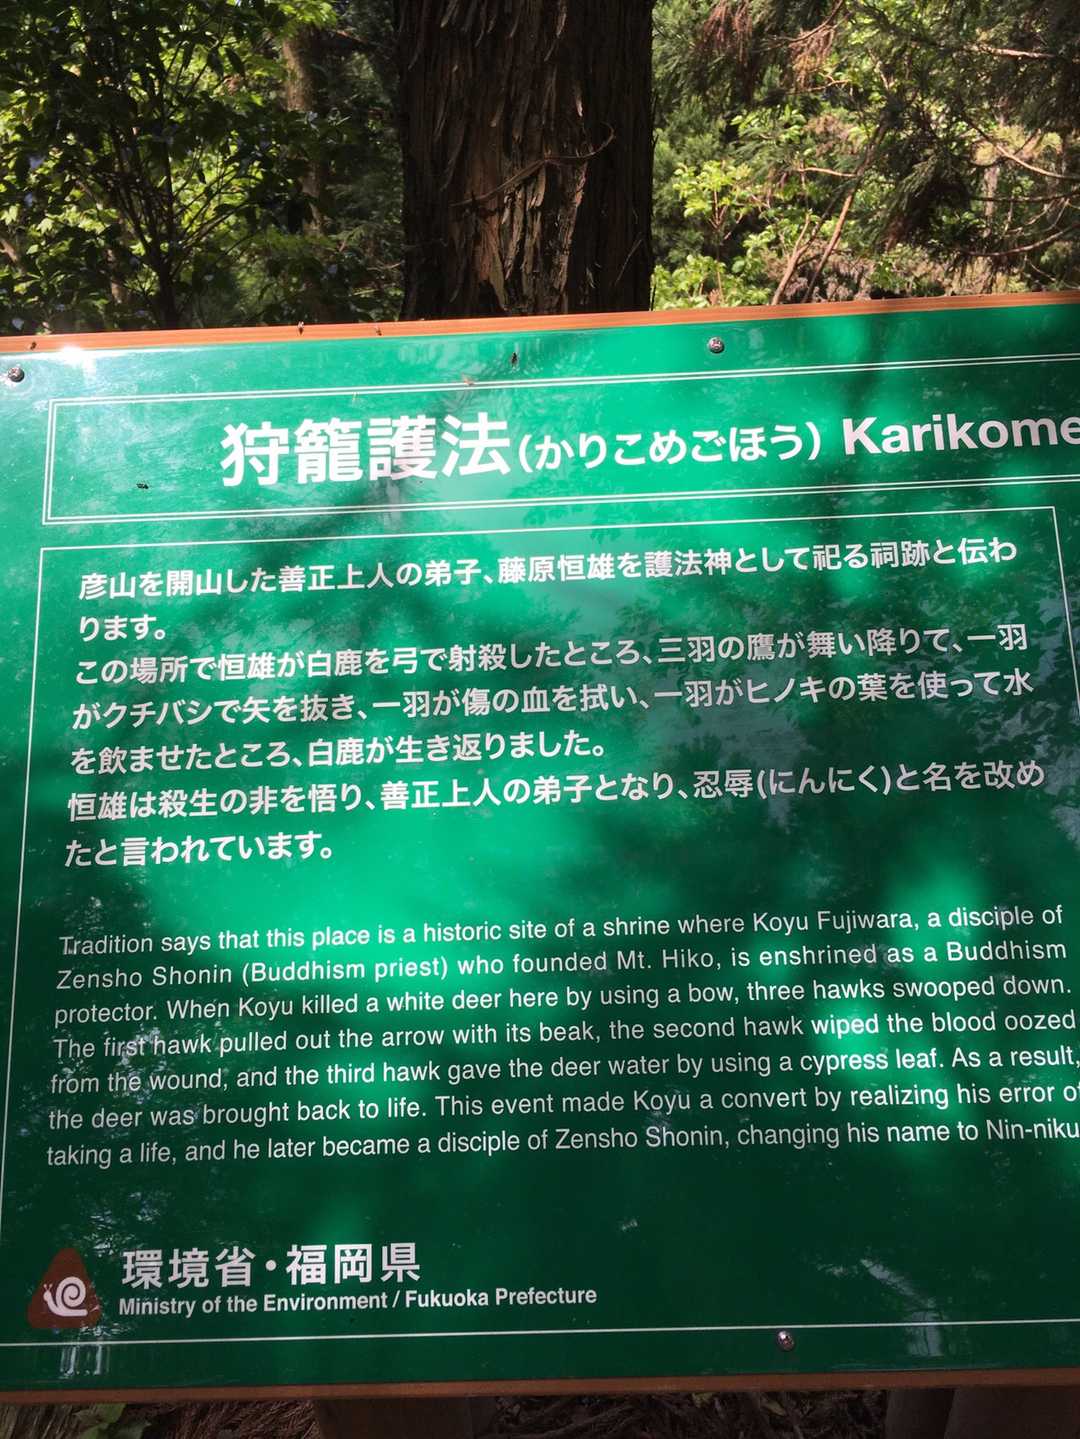 狩籠護法(かりこめごほう) Karikome
彦山を開山した善正上人の弟子、藤原恒雄を護法神として祀る祠跡と伝わ
ります。
この場所で恒雄が白鹿を弓で射殺したところ、三羽の鷹が舞い降りて、一羽
がクチバシで矢を抜き、一羽が傷の血を拭い、一羽がヒノキの葉を使って水
を飲ませたところ、白鹿が生き返りました。
恒雄は殺生の非を悟り、善正上人の弟子となり、忍辱(にんにく)と名を改め
たと言われています。
Tradition says that this place is a historic site of a shrine where Koyu Fujiwara, a disciple of
Zensho Shonin (Buddhism priest) who founded Mt. Hiko, is enshrined as a Buddhism
protector. When Koyu killed a white deer here by using a bow, three hawks swooped down.
The first hawk pulled out the arrow with its beak, the second hawk wiped the blood oozed
from the wound, and the third hawk gave the deer water by using a cypress leaf. As a result,
the deer was brought back to life. This event made Koyu a convert by realizing his error of
taking a life, and he later became a disciple of Zensho Shonin, changing his name to Nin-niku
環境省・福岡県
Ministry of the Environment / Fukuoka Prefecture